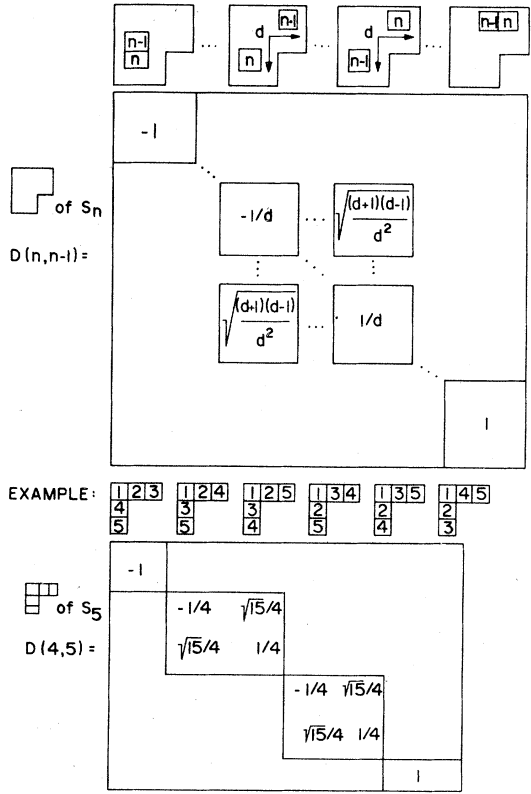 n-1 n-1 n n-1 n
n d n d n-1
-1
of Sn
D(n,n-1)=
-1/d ... √((d+1)(d-1)/d²)
√((d+1)(d-1)/d²) ... 1/d
1
EXAMPLE: 1 2 3 1 2 4 1 2 5 1 3 4 1 3 5 1 4 5
4 3 3 2 2 2
5 5 4 5 4 3
-1
of S5
D(4,5)=
-1/4 √15/4
√15/4 1/4
-1/4 √15/4
√15/4 1/4
1